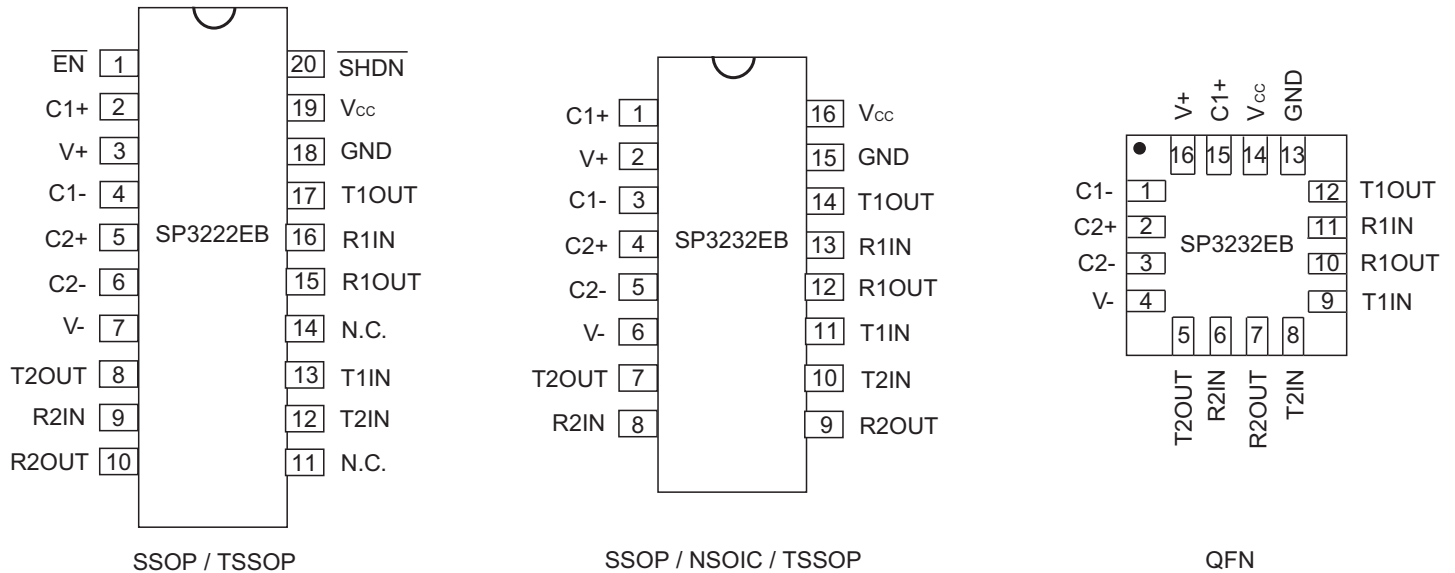 EN 1
C1+ 2
V+ 3
C1- 4
C2+ 5
C2- 6
V- 7
T2OUT 8
R2IN 9
R2OUT 10
SP3222EB
20 SHDN
19 Vcc
18 GND
17 T1OUT
16 R1IN
15 R1OUT
14 N.C.
13 T1IN
12 T2IN
11 N.C.
SSOP / TSSOP
C1+ 1
V+ 2
C1- 3
C2+ 4
C2- 5
V- 6
T2OUT 7
R2IN 8
SP3232EB
16 Vcc
15 GND
14 T1OUT
13 R1IN
12 R1OUT
11 T1IN
10 T2IN
9 R2OUT
SSOP / NSOIC / TSSOP
V+ C1+ Vcc GND
16 15 14 13
C1- 1
C2+ 2
C2- 3
V- 4
SP3232EB
12 T1OUT
11 R1IN
10 R1OUT
9 T1IN
5 6 7 8
T2OUT R2IN R2OUT T2IN
QFN